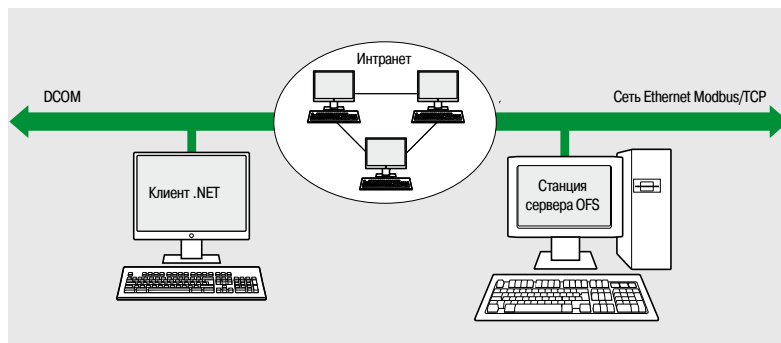 Интранет
DCOM
Сеть Ethernet Modbus/TCP
Клиент .NET
Станция
сервера OFS